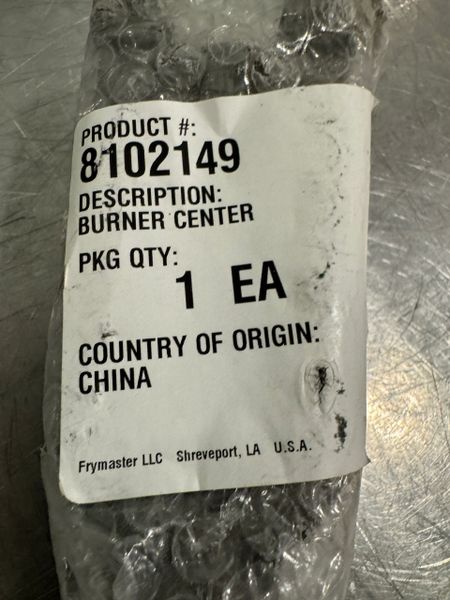 PRODUCT #:
8102149
DESCRIPTION:
BURNER CENTER
PKG QTY:
1 EA
COUNTRY OF ORIGIN:
CHINA
Frymaster LLC Shreveport, LA U.S.A.